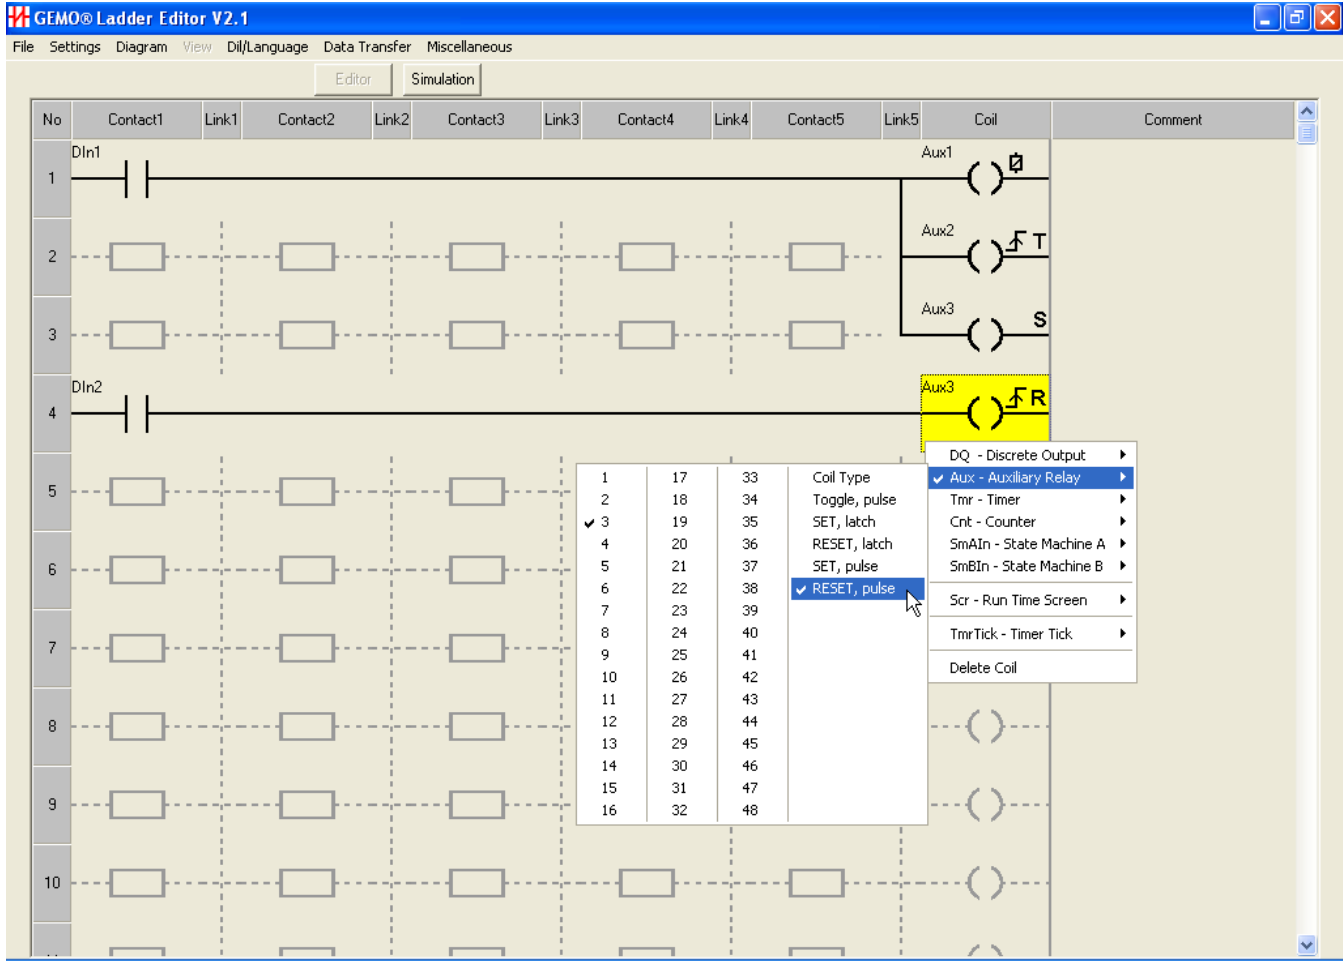 GEMO® Ladder Editor V2.1
File Settings Diagram View Dil/Language Data Transfer Miscellaneous
Editor Simulation
No Contact1 Link1 Contact2 Link2 Contact3 Link3 Contact4 Link4 Contact5 Link5 Coil Comment
DIn1 Aux1
1
Aux2 T
2
Aux3 S
3
DIn2 Aux3 R
4
DQ - Discrete Output
1 17 33 Coil Type Aux - Auxiliary Relay
5 2 18 34 Toggle, pulse Tmr - Timer
3 19 35 SET, latch Cnt - Counter
4 20 36 RESET, latch SmAIn - State Machine A
6 5 21 37 SET, pulse SmBIn - State Machine B
6 22 38 RESET, pulse
Scr - Run Time Screen
7 23 39
7 8 24 40 TmrTick - Timer Tick
9 25 41
Delete Coil
10 26 42
11 27 43
8 12 28 44
13 29 45
14 30 46
15 31 47
9 16 32 48
10